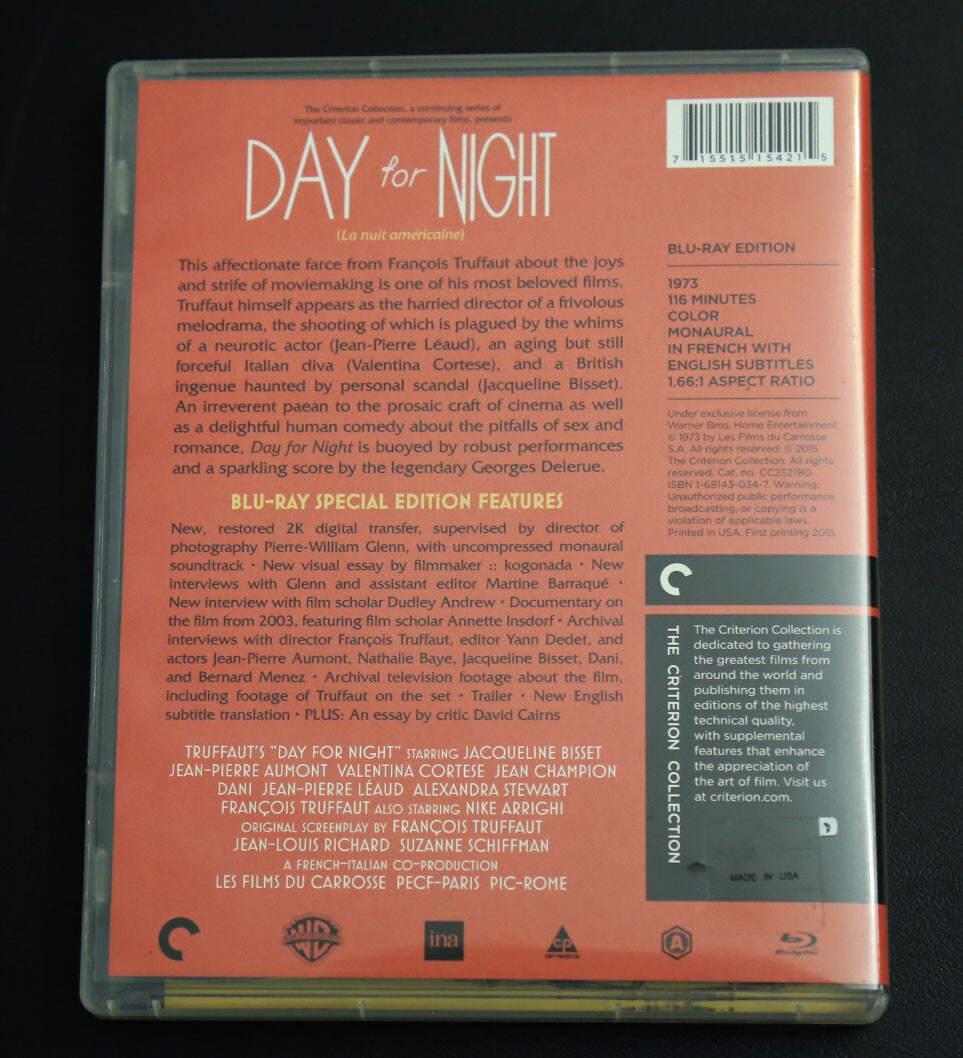 The Criterion Collection, a continuing series of
important classic and contemporary films, presents
DAY for NIGHT
(La nuit américaine)
This affectionate farce from François Truffaut about the joys
and strife of moviemaking is one of his most beloved films.
Truffaut himself appears as the harried director of a frivolous
melodrama, the shooting of which is plagued by the whims
of a neurotic actor (Jean-Pierre Léaud), an aging but still
forceful Italian diva (Valentina Cortese), and a British
ingenue haunted by personal scandal (Jacqueline Bisset).
An irreverent paean to the prosaic craft of cinema as well
as a delightful human comedy about the pitfalls of sex and
romance, Day for Night is buoyed by robust performances
and a sparkling score by the legendary Georges Delerue.
BLU-RAY SPECIAL EDITION FEATURES
New, restored 2K digital transfer, supervised by director of
photography Pierre-William Glenn, with uncompressed monaural
soundtrack • New visual essay by filmmaker :: kogonada • New
interviews with Glenn and assistant editor Martine Barraqué •
New interview with film scholar Dudley Andrew • Documentary on
the film from 2003, featuring film scholar Annette Insdorf • Archival
interviews with director François Truffaut, editor Yann Dedet, and
actors Jean-Pierre Aumont, Nathalie Baye, Jacqueline Bisset, Dani,
and Bernard Menez • Archival television footage about the film,
including footage of Truffaut on the set • Trailer • New English
subtitle translation • PLUS: An essay by critic David Cairns
TRUFFAUT'S "DAY FOR NIGHT" STARRING JACQUELINE BISSET
JEAN-PIERRE AUMONT VALENTINA CORTESE JEAN CHAMPION
DANI JEAN-PIERRE LÉAUD ALEXANDRA STEWART
FRANÇOIS TRUFFAUT ALSO STARRING NIKE ARRIGHI
ORIGINAL SCREENPLAY BY FRANÇOIS TRUFFAUT
JEAN-LOUIS RICHARD SUZANNE SCHIFFMAN
A FRENCH-ITALIAN CO-PRODUCTION
LES FILMS DU CARROSSE PECF-PARIS PIC-ROME
7 15515 15421 5
BLU-RAY EDITION
1973
116 MINUTES
COLOR
MONAURAL
IN FRENCH WITH
ENGLISH SUBTITLES
1.66:1 ASPECT RATIO
Under exclusive license from
Warner Bros. Home Entertainment.
© 1973 by Les Films du Carrosse
S.A. All rights reserved. © 2015
The Criterion Collection. All rights
reserved. Cat. no. CC2521BD.
ISBN 1-68143-034-7. Warning:
Unauthorized public performance,
broadcasting, or copying is a
violation of applicable laws.
Printed in USA. First printing 2015.
C
THE CRITERION COLLECTION
The Criterion Collection is
dedicated to gathering
the greatest films from
around the world and
publishing them in
editions of the highest
technical quality,
with supplemental
features that enhance
the appreciation of
the art of film. Visit us
at criterion.com.
MADE IN USA
C
WB
ina
cp
COPY PROTECTED
A
Blu-ray Disc